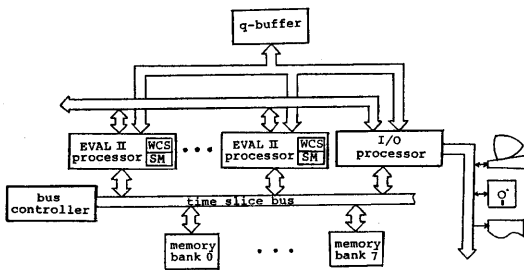 q-buffer
EVAL II
processor
WCS
SM
EVAL II
processor
WCS
SM
I/O
processor
bus
controller
time slice bus
memory
bank 0
memory
bank 7